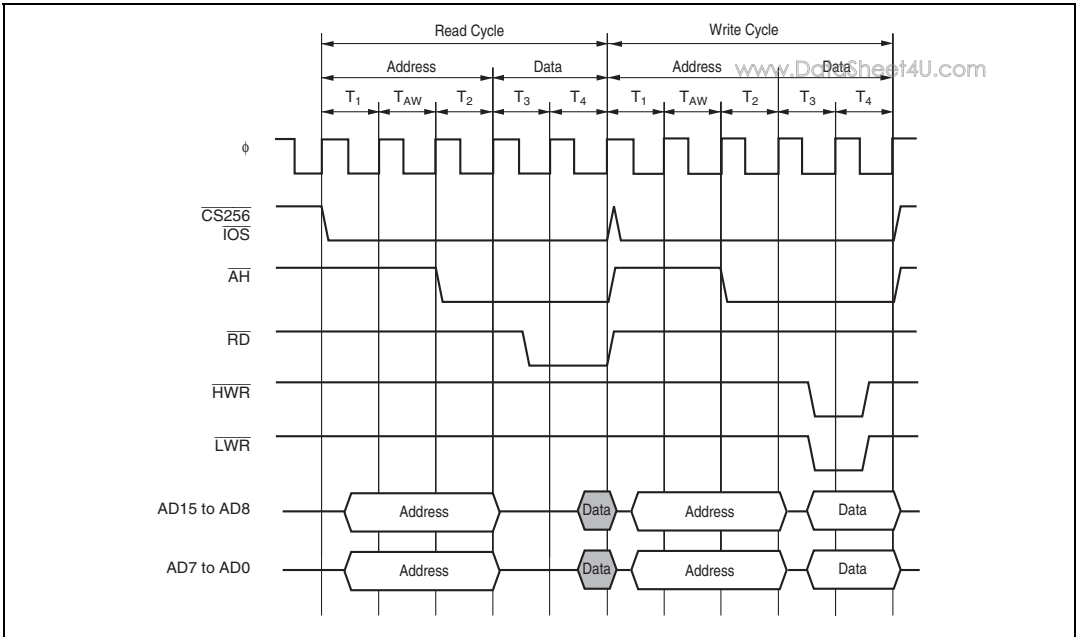 Read Cycle Write Cycle
Address Data Address Data
www.DataSheet4U.com
T1 TAW T2 T3 T4 T1 TAW T2 T3 T4
ϕ
CS256
IOS
AH
RD
HWR
LWR
AD15 to AD8 Address Data Address Data
AD7 to AD0 Address Data Address Data